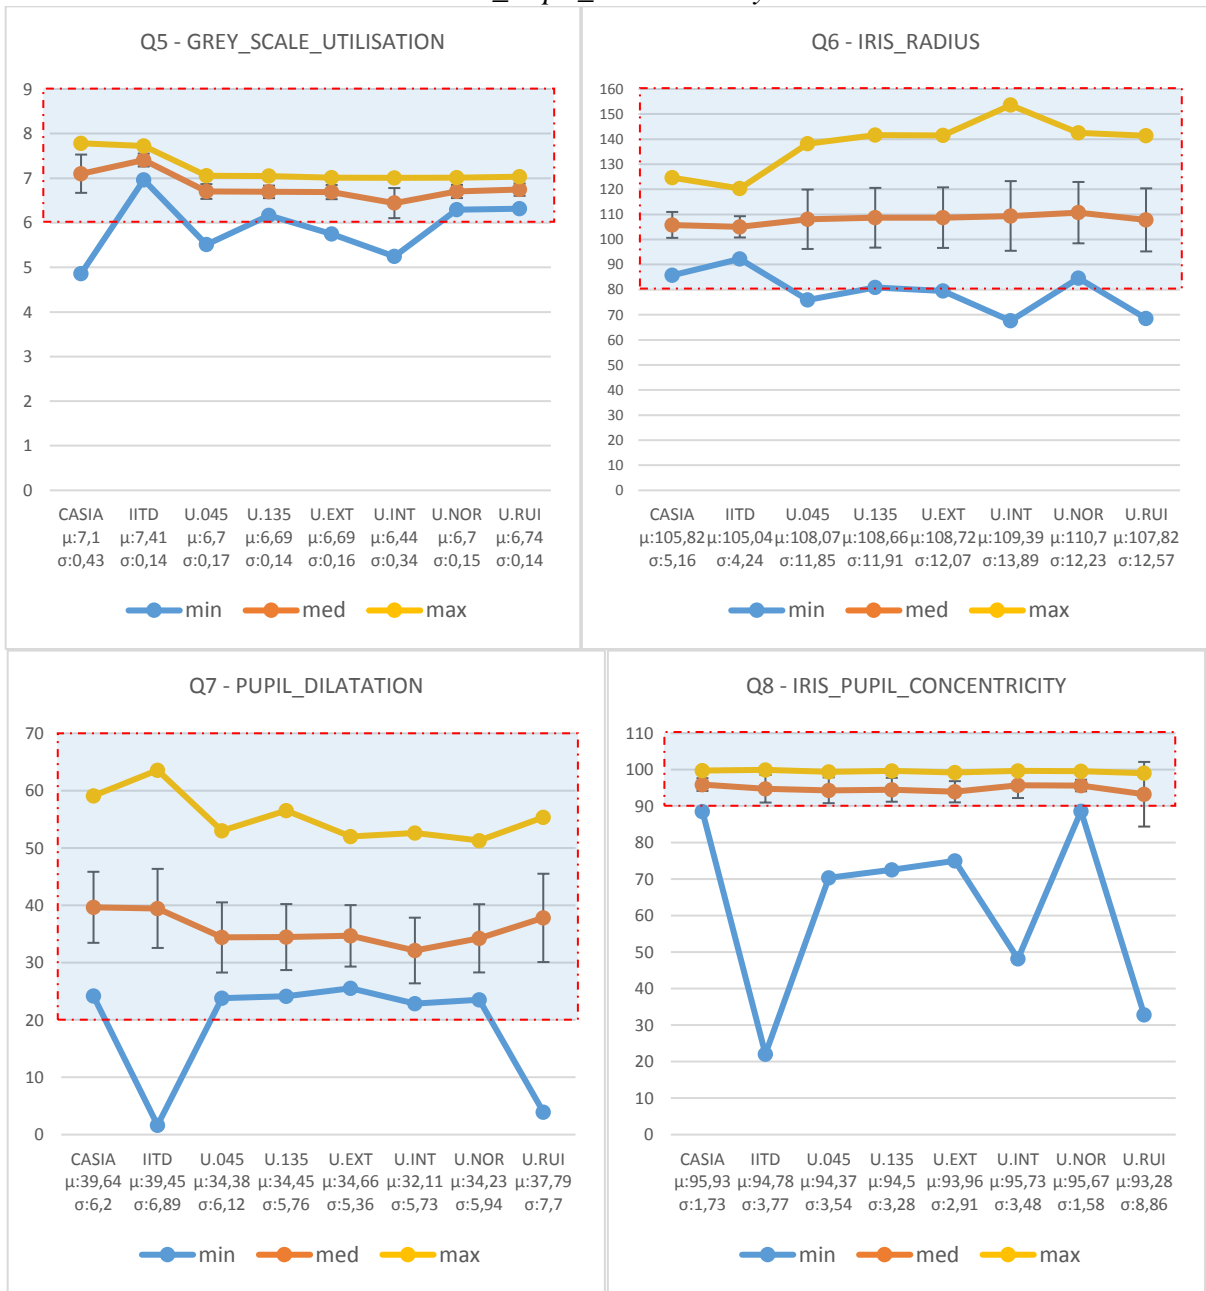 Q5 - GREY_SCALE_UTILISATION
9
8
7
6
5
4
3
2
1
0
CASIA IITD U.045 U.135 U.EXT U.INT U.NOR U.RUI
μ:7,1 μ:7,41 μ:6,7 μ:6,69 μ:6,69 μ:6,44 μ:6,7 μ:6,74
σ:0,43 σ:0,14 σ:0,17 σ:0,14 σ:0,16 σ:0,34 σ:0,15 σ:0,14
min med max
Q6 - IRIS_RADIUS
160
150
140
130
120
110
100
90
80
70
60
50
40
30
20
10
0
CASIA IITD U.045 U.135 U.EXT U.INT U.NOR U.RUI
μ:105,82 μ:105,04 μ:108,07 μ:108,66 μ:108,72 μ:109,39 μ:110,7 μ:107,82
σ:5,16 σ:4,24 σ:11,85 σ:11,91 σ:12,07 σ:13,89 σ:12,23 σ:12,57
min med max
Q7 - PUPIL_DILATATION
70
60
50
40
30
20
10
0
CASIA IITD U.045 U.135 U.EXT U.INT U.NOR U.RUI
μ:39,64 μ:39,45 μ:34,38 μ:34,45 μ:34,66 μ:32,11 μ:34,23 μ:37,79
σ:6,2 σ:6,89 σ:6,12 σ:5,76 σ:5,36 σ:5,73 σ:5,94 σ:7,7
min med max
Q8 - IRIS_PUPIL_CONCENTRICITY
110
100
90
80
70
60
50
40
30
20
10
0
CASIA IITD U.045 U.135 U.EXT U.INT U.NOR U.RUI
μ:95,93 μ:94,78 μ:94,37 μ:94,5 μ:93,96 μ:95,73 μ:95,67 μ:93,28
σ:1,73 σ:3,77 σ:3,54 σ:3,28 σ:2,91 σ:3,48 σ:1,58 σ:8,86
min med max